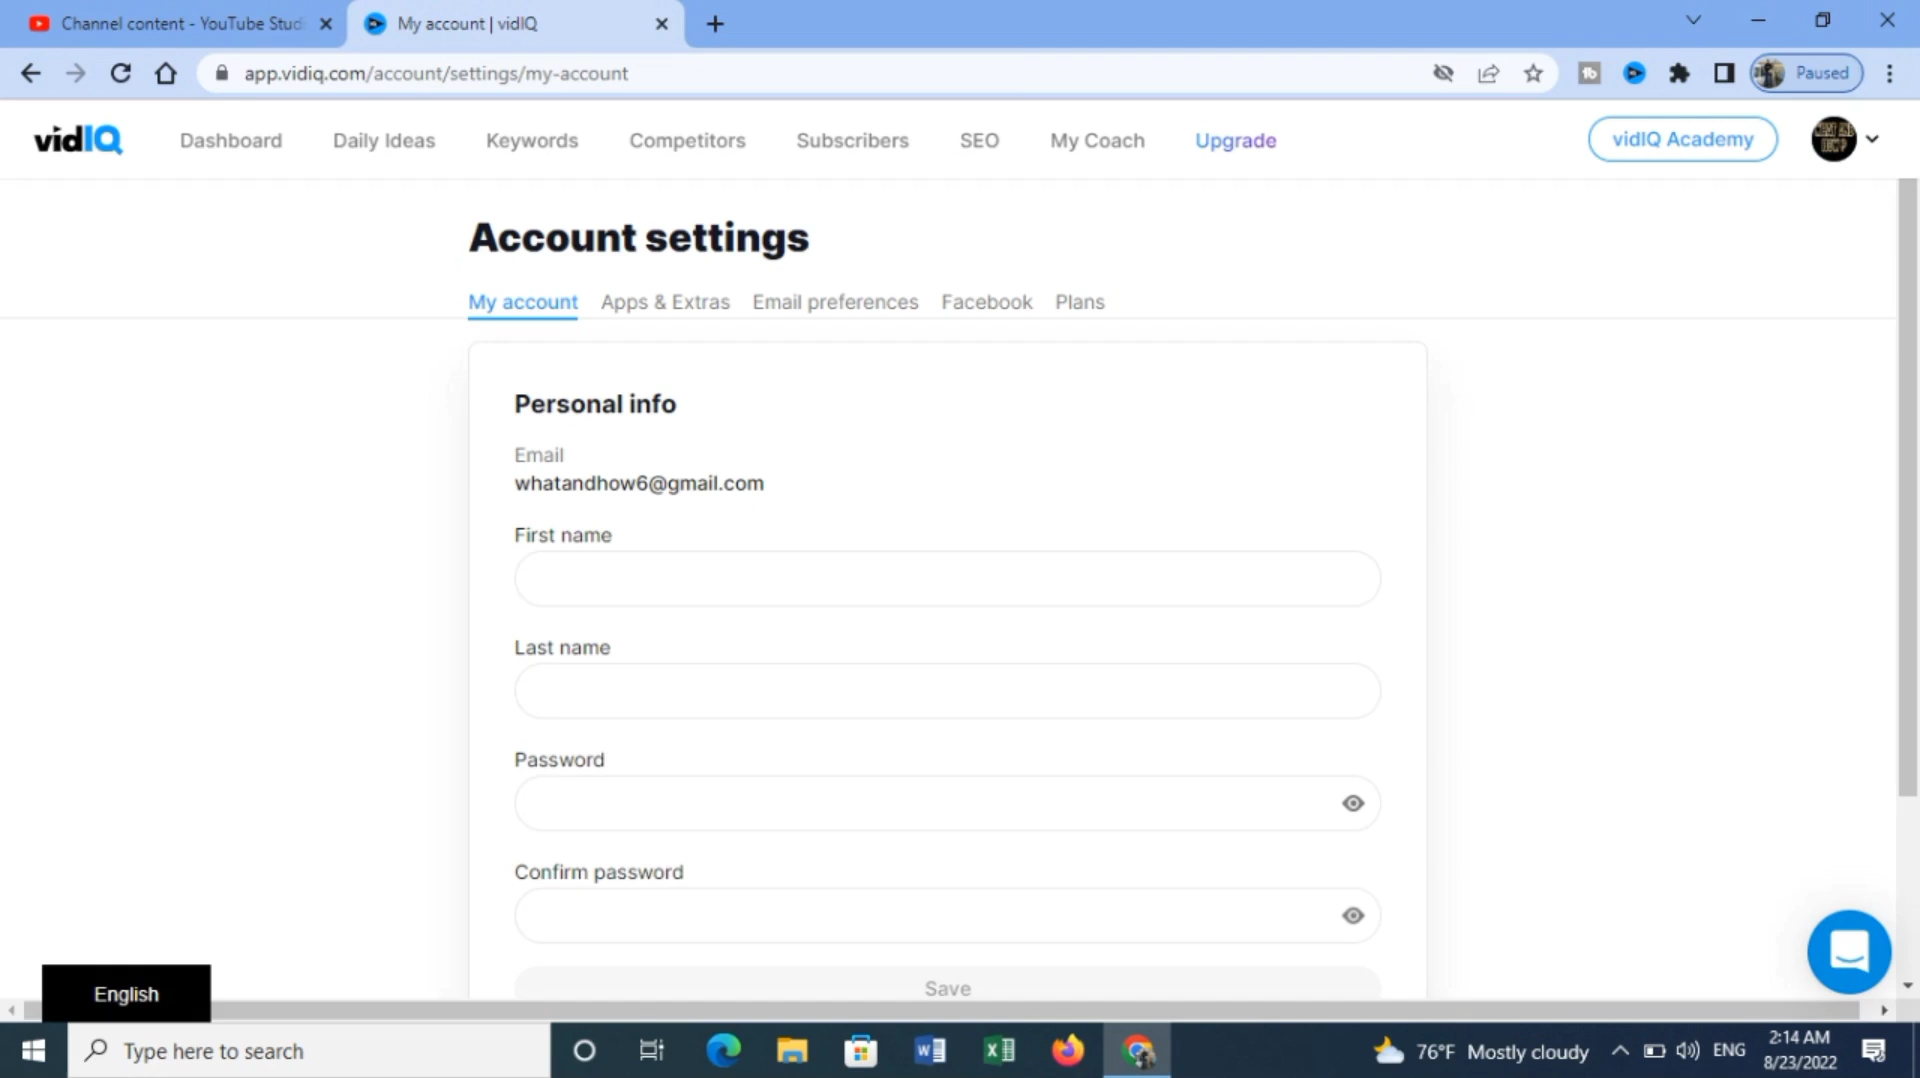 Channel content - YouTube Stud
My account | vidIQ
app.vidiq.com/account/settings/my-account
Paused
vidIQ
Dashboard
Daily Ideas
Keywords
Competitors
Subscribers
SEO
My Coach
Upgrade
vidIQ Academy
Account settings
My account
Apps & Extras
Email preferences
Facebook
Plans
Personal info
Email
whatandhow6@gmail.com
First name
Last name
Password
Confirm password
Save
English
Type here to search
76°F Mostly cloudy
ENG
2:14 AM
8/23/2022